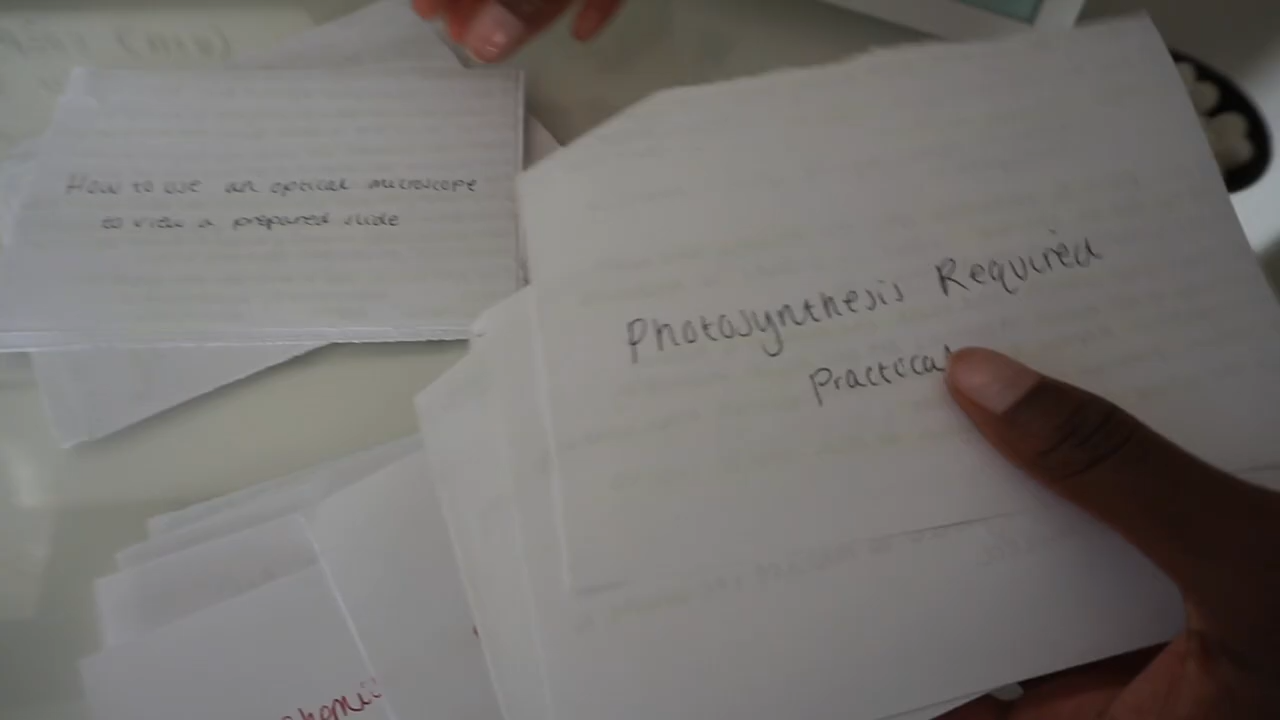 How to use an optical microscope
to view a prepared slide
Photosynthesis Required
Practical